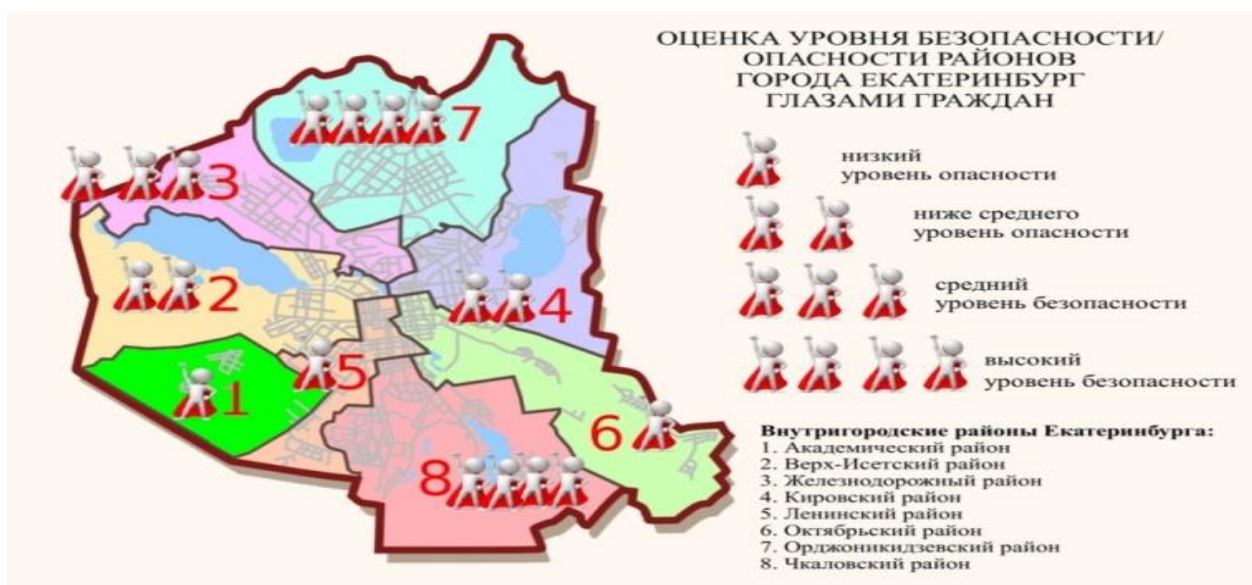 ОЦЕНКА УРОВНЯ БЕЗОПАСНОСТИ/
ОПАСНОСТИ РАЙОНОВ
ГОРОДА ЕКАТЕРИНБУРГ
ГЛАЗАМИ ГРАЖДАН
низкий
уровень опасности
ниже среднего
уровень опасности
средний
уровень безопасности
высокий
уровень безопасности
Внутригородские районы Екатеринбурга:
1. Академический район
2. Верх-Исетский район
3. Железнодорожный район
4. Кировский район
5. Ленинский район
6. Октябрьский район
7. Орджоникидзевский район
8. Чкаловский район
7
3
2
4
5
1
6
8